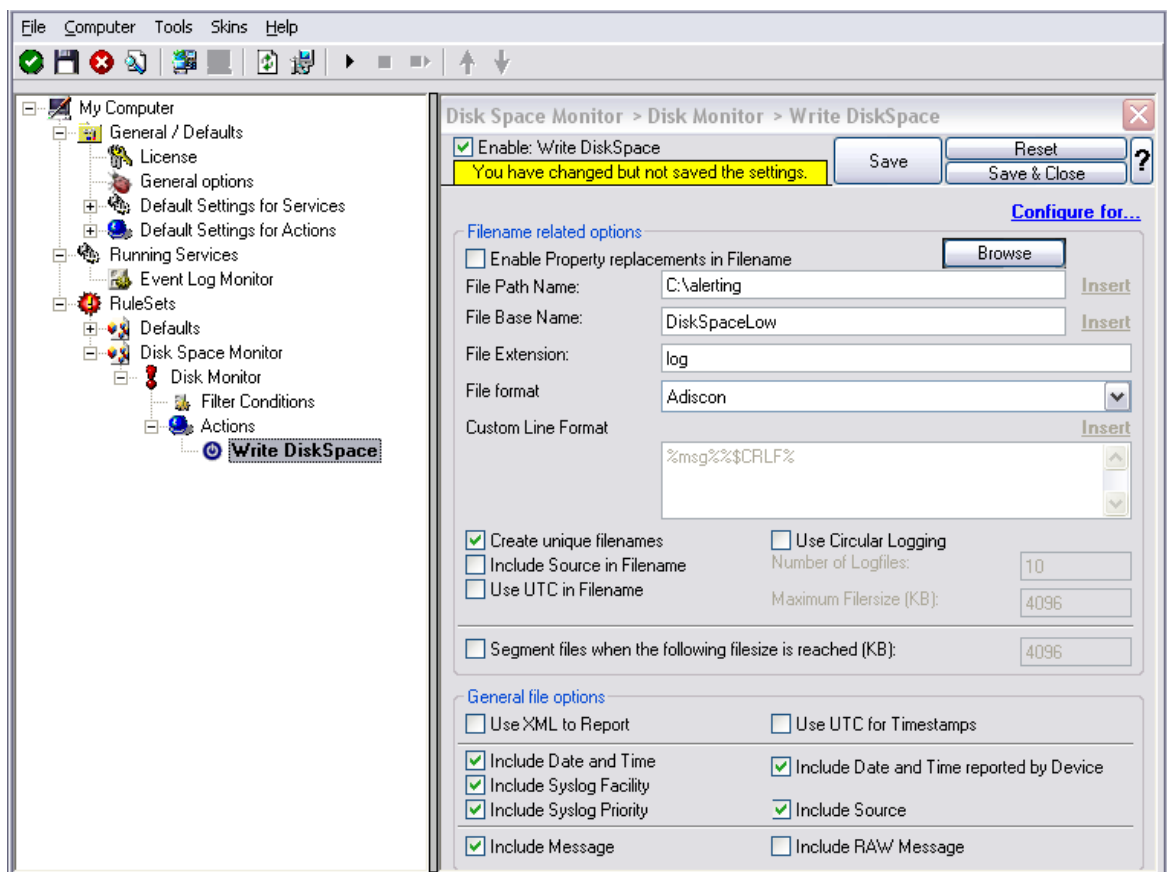 File Computer Tools Skins Help
My Computer
General / Defaults
License
General options
Default Settings for Services
Default Settings for Actions
Running Services
Event Log Monitor
RuleSets
Defaults
Disk Space Monitor
Disk Monitor
Filter Conditions
Actions
Write DiskSpace
Disk Space Monitor > Disk Monitor > Write DiskSpace
Enable: Write DiskSpace
You have changed but not saved the settings.
Save
Reset
Save & Close
?
Configure for...
Filename related options
Enable Property replacements in Filename
Browse
File Path Name: C:\alerting Insert
File Base Name: DiskSpaceLow Insert
File Extension: log
File format Adiscon
Custom Line Format Insert
%msg%%$CRLF%
Create unique filenames Use Circular Logging
Include Source in Filename Number of Logfiles: 10
Use UTC in Filename Maximum Filersize (KB): 4096
Segment files when the following filesize is reached (KB): 4096
General file options
Use XML to Report Use UTC for Timestamps
Include Date and Time Include Date and Time reported by Device
Include Syslog Facility
Include Syslog Priority Include Source
Include Message Include RAW Message